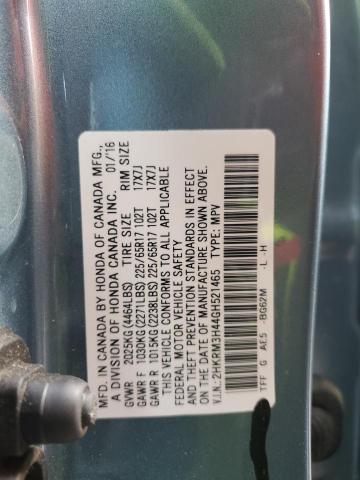 MFD. IN CANADA BY HONDA OF CANADA MFG.,
A DIVISION OF HONDA CANADA INC. 01/16
GVWR 2025KG(4464LBS) TIRE SIZE RIM SIZE
GAWR F 1030KG(2271LBS) 225/65R17 102T 17X7J
GAWR R 1015KG(2238LBS) 225/65R17 102T 17X7J
THIS VEHICLE CONFORMS TO ALL APPLICABLE
FEDERAL MOTOR VEHICLE SAFETY
AND THEFT PREVENTION STANDARDS IN EFFECT
ON THE DATE OF MANUFACTURE SHOWN ABOVE.
V.I.N.: 2HKRM3H44GH521465 TYPE: MPV
TFF G AE5 -BG62M -L -H